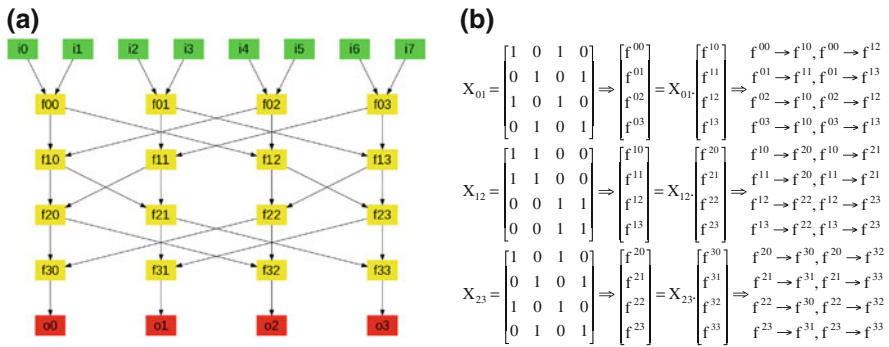 (a)
i0 i1 i2 i3 i4 i5 i6 i7
f00 f01 f02 f03
f10 f11 f12 f13
f20 f21 f22 f23
f30 f31 f32 f33
o0 o1 o2 o3
(b)
1 0 1 0 f⁰⁰ f¹⁰ f⁰⁰ → f¹⁰, f⁰⁰ → f¹²
0 1 0 1 f⁰¹ f¹¹ f⁰¹ → f¹¹, f⁰¹ → f¹³
X₀₁ = ⇒ = X₀₁. ⇒
1 0 1 0 f⁰² f¹² f⁰² → f¹⁰, f⁰² → f¹²
0 1 0 1 f⁰³ f¹³ f⁰³ → f¹⁰, f⁰³ → f¹³
1 1 0 0 f¹⁰ f²⁰ f¹⁰ → f²⁰, f¹⁰ → f²¹
1 1 0 0 f¹¹ f²¹ f¹¹ → f²⁰, f¹¹ → f²¹
X₁₂ = ⇒ = X₁₂. ⇒
0 0 1 1 f¹² f²² f¹² → f²², f¹² → f²³
0 0 1 1 f¹³ f²³ f¹³ → f²², f¹³ → f²³
1 0 1 0 f²⁰ f³⁰ f²⁰ → f³⁰, f²⁰ → f³²
0 1 0 1 f²¹ f³¹ f²¹ → f³¹, f²¹ → f³³
X₂₃ = ⇒ = X₂₃. ⇒
1 0 1 0 f²² f³² f²² → f³⁰, f²² → f³²
0 1 0 1 f²³ f³³ f²³ → f³¹, f²³ → f³³